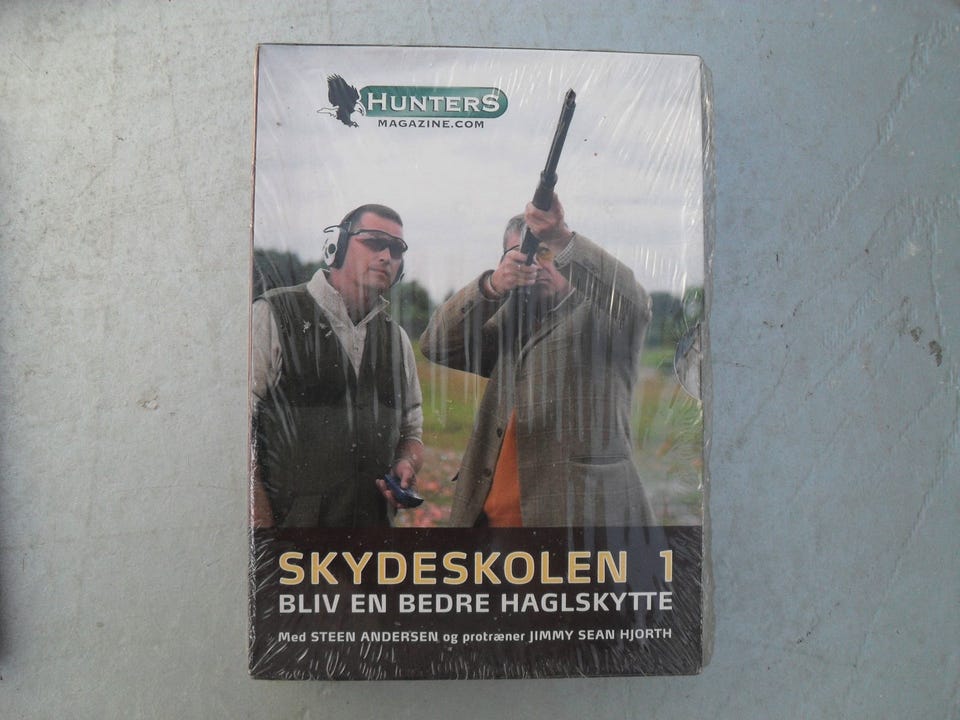 HUNTERS
MAGAZINE.COM
SKYDESKOLEN 1
BLIV EN BEDRE HAGLSKYTTE
Med STEEN ANDERSEN og protræner JIMMY SEAN HJORTH